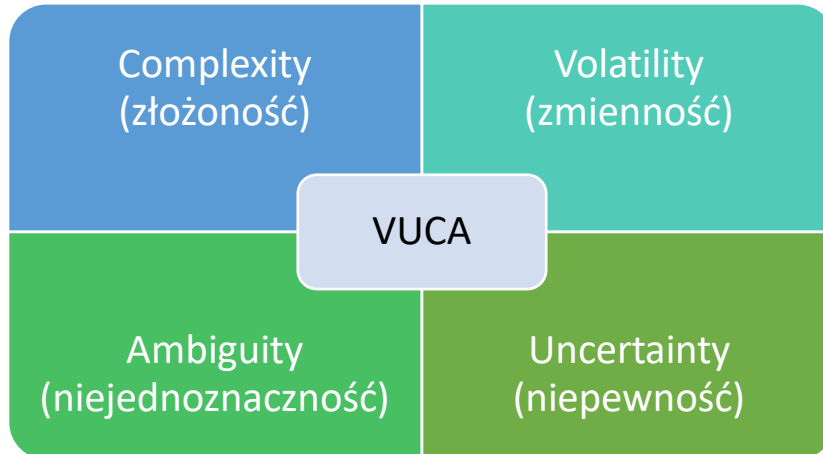 Complexity
(złożoność)
Volatility
(zmienność)
VUCA
Ambiguity
(niejednoznaczność)
Uncertainty
(niepewność)